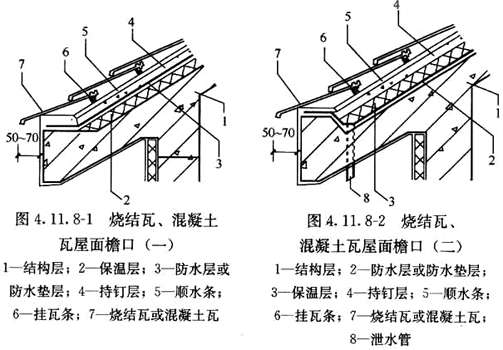 5
4
6
7
1
50~70
3
2
图 4.11.8-1 烧结瓦、混凝土
瓦屋面檐口（一）
1—结构层；2—保温层；3—防水层或
防水垫层；4—持钉层；5—顺水条；
6—挂瓦条；7—烧结瓦或混凝土瓦
4
5
6
7
1
50~70
2
8
3
图 4.11.8-2 烧结瓦、
混凝土瓦屋面檐口（二）
1—结构层；2—防水层或防水垫层；
3—保温层；4—持钉层；5—顺水条；
6—挂瓦条；7—烧结瓦或混凝土瓦；
8—泄水管